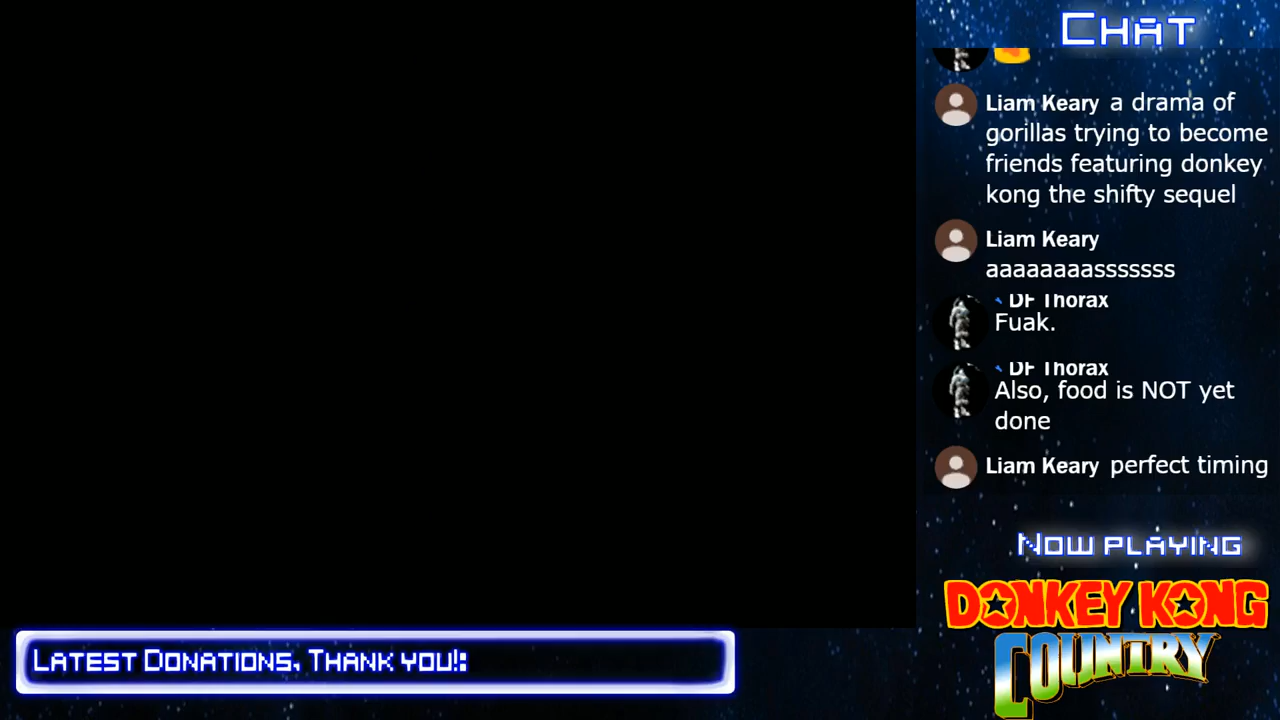 CHAT
Liam Keary a drama of
gorillas trying to become
friends featuring donkey
kong the shifty sequel
Liam Keary
aaaaaaaasssssss
DF Thorax
Fuak.
DF Thorax
Also, food is NOT yet
done
Liam Keary perfect timing
NOW PLAYING
DONKEY KONG
COUNTRY
LATEST DONATIONS, THANK YOU!: